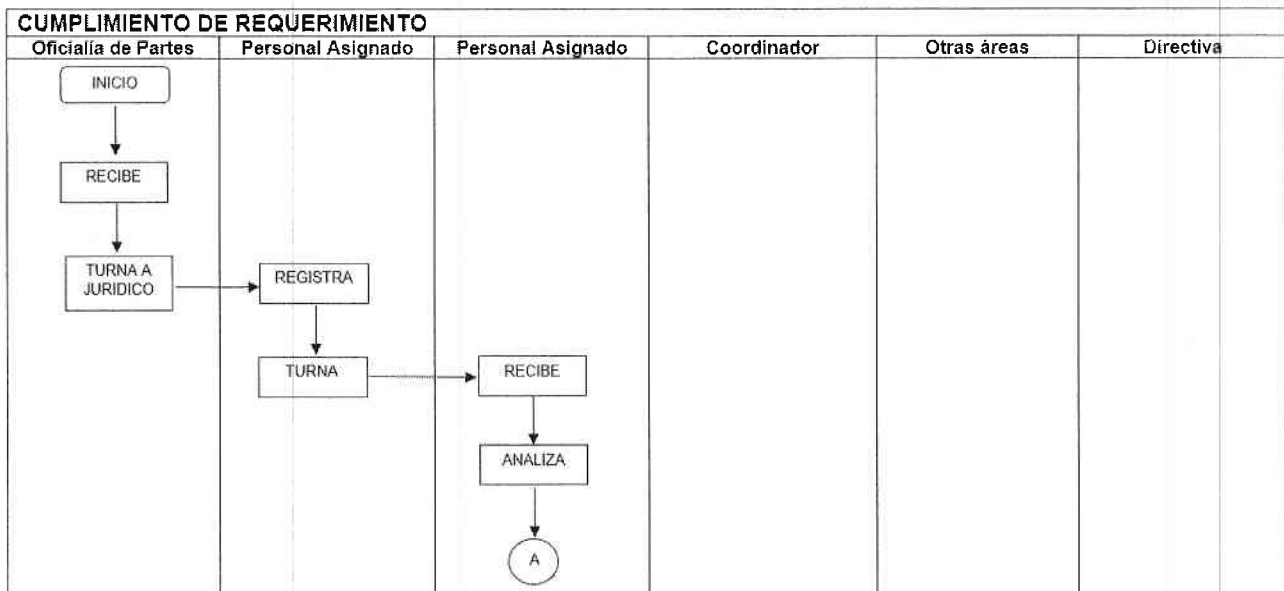 CUMPLIMIENTO DE REQUERIMIENTO
Oficialía de Partes
Personal Asignado
Personal Asignado
Coordinador
Otras áreas
Directiva
INICIO
RECIBE
TURNA A
JURIDICO
REGISTRA
TURNA
RECIBE
ANALIZA
A